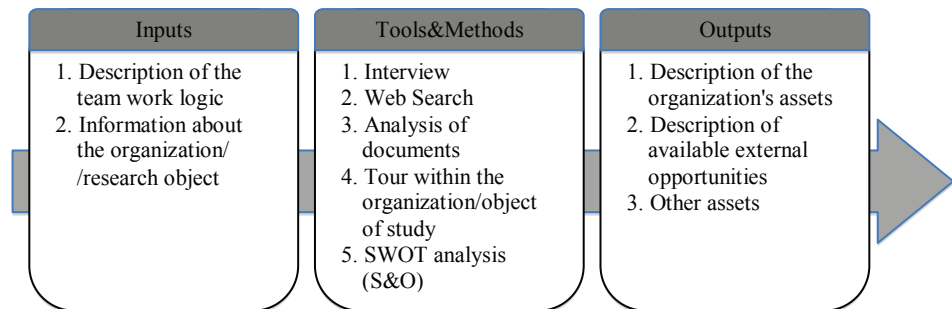 Inputs
1. Description of the
team work logic
2. Information about
the organization/
/research object
Tools&Methods
1. Interview
2. Web Search
3. Analysis of
documents
4. Tour within the
organization/object
of study
5. SWOT analysis
(S&O)
Outputs
1. Description of the
organization's assets
2. Description of
available external
opportunities
3. Other assets